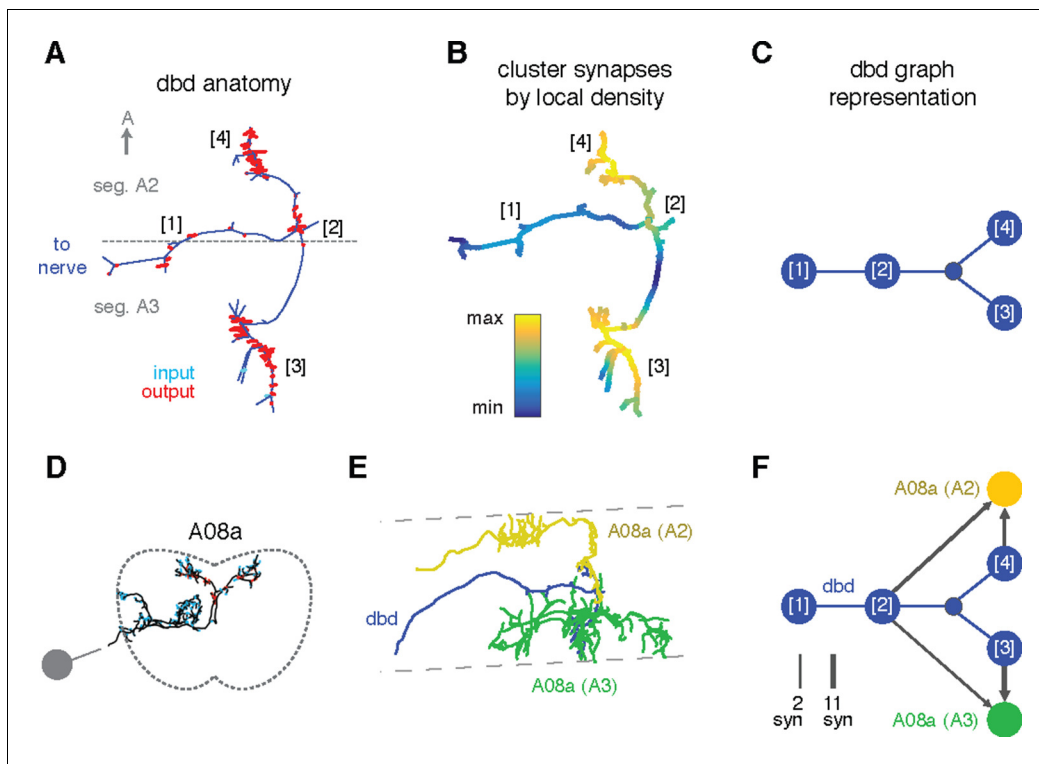 A
dbd anatomy
A
seg. A2
[4]
[1]
[2]
to
nerve
seg. A3
[3]
input
output
B
cluster synapses
by local density
[4]
[1]
[2]
max
min
[3]
C
dbd graph
representation
[1]
[2]
[4]
[3]
D
A08a
E
A08a (A2)
dbd
A08a (A3)
F
A08a (A2)
dbd
[1]
[2]
[4]
[3]
2
syn
11
syn
A08a (A3)